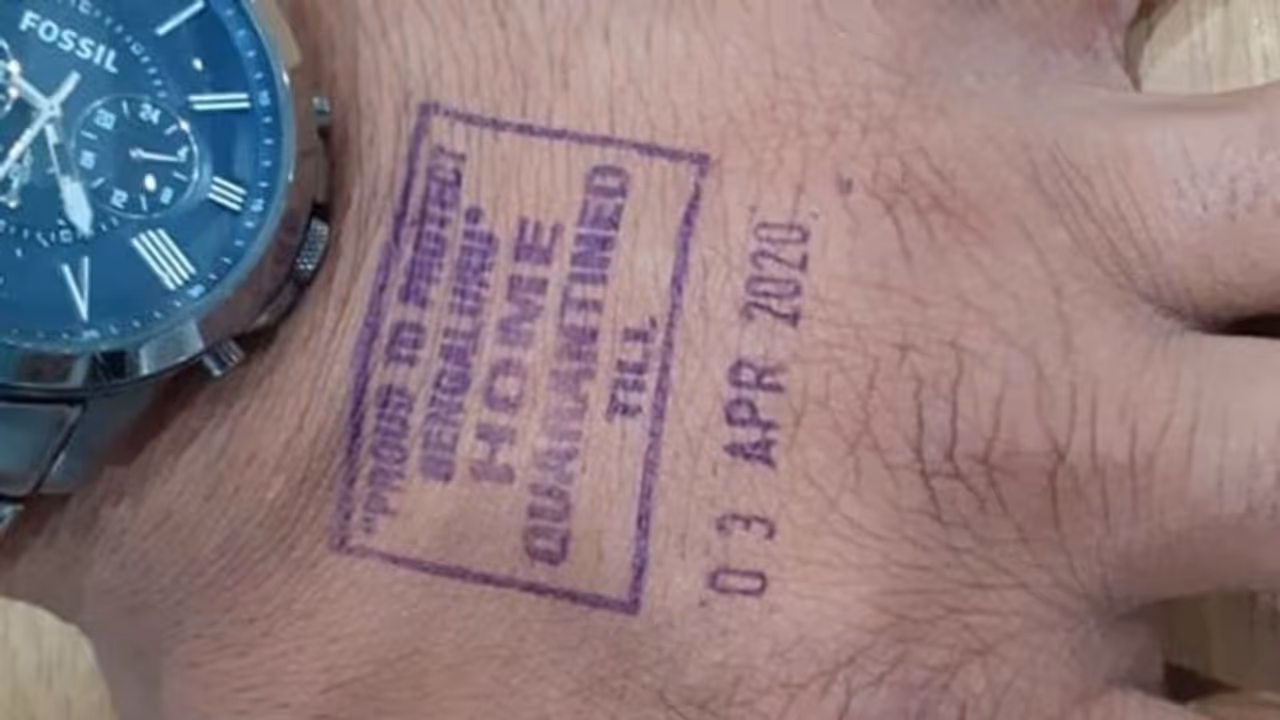 FOSSIL
"PROUD TO PROTECT
BENGALURU"
HOME
QUARANTINED
TILL
03 APR 2020